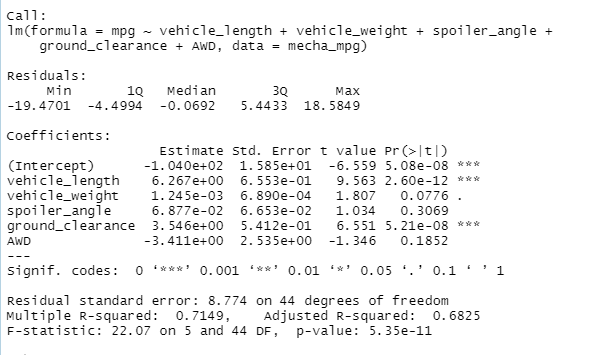 Call:
lm(formula = mpg ~ vehicle_length + vehicle_weight + spoiler_angle +
    ground_clearance + AWD, data = mecha_mpg)

Residuals:
     Min       1Q   Median       3Q      Max
-19.4701  -4.4994  -0.0692   5.4433  18.5849

Coefficients:
                   Estimate Std. Error t value Pr(>|t|)
(Intercept)      -1.040e+02  1.585e+01  -6.559 5.08e-08 ***
vehicle_length    6.267e+00  6.553e-01   9.563 2.60e-12 ***
vehicle_weight    1.245e-03  6.890e-04   1.807   0.0776 .
spoiler_angle     6.877e-02  6.653e-02   1.034   0.3069
ground_clearance  3.546e+00  5.412e-01   6.551 5.21e-08 ***
AWD              -3.411e+00  2.535e+00  -1.346   0.1852
---
Signif. codes:  0 ‘***’ 0.001 ‘**’ 0.01 ‘*’ 0.05 ‘.’ 0.1 ‘ ’ 1

Residual standard error: 8.774 on 44 degrees of freedom
Multiple R-squared:  0.7149,    Adjusted R-squared:  0.6825
F-statistic: 22.07 on 5 and 44 DF,  p-value: 5.35e-11